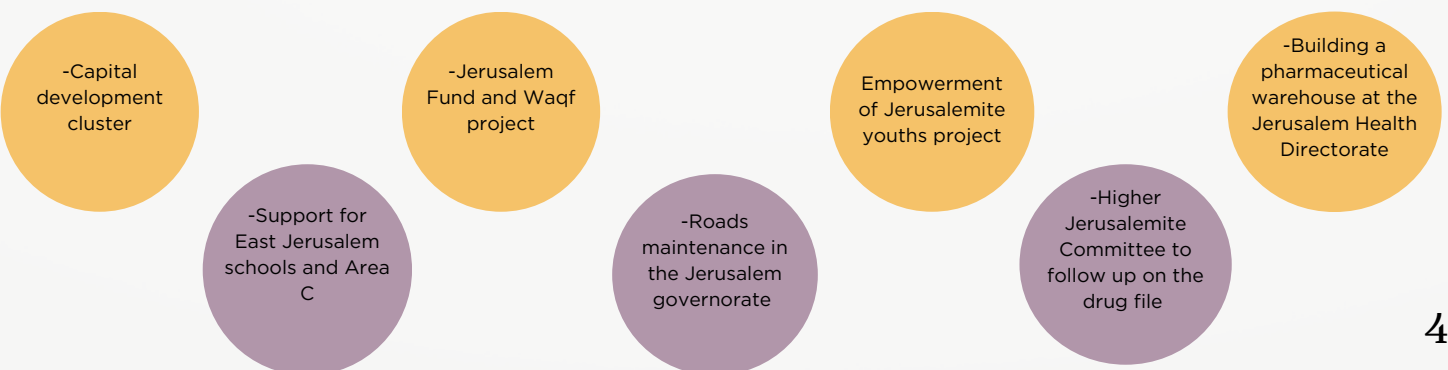 -Capital
development
cluster
-Support for
East Jerusalem
schools and Area
C
-Jerusalem
Fund and Waqf
project
-Roads
maintenance in
the Jerusalem
governorate
Empowerment
of Jerusalemite
youths project
-Higher
Jerusalemite
Committee to
follow up on the
drug file
-Building a
pharmaceutical
warehouse at the
Jerusalem Health
Directorate
4